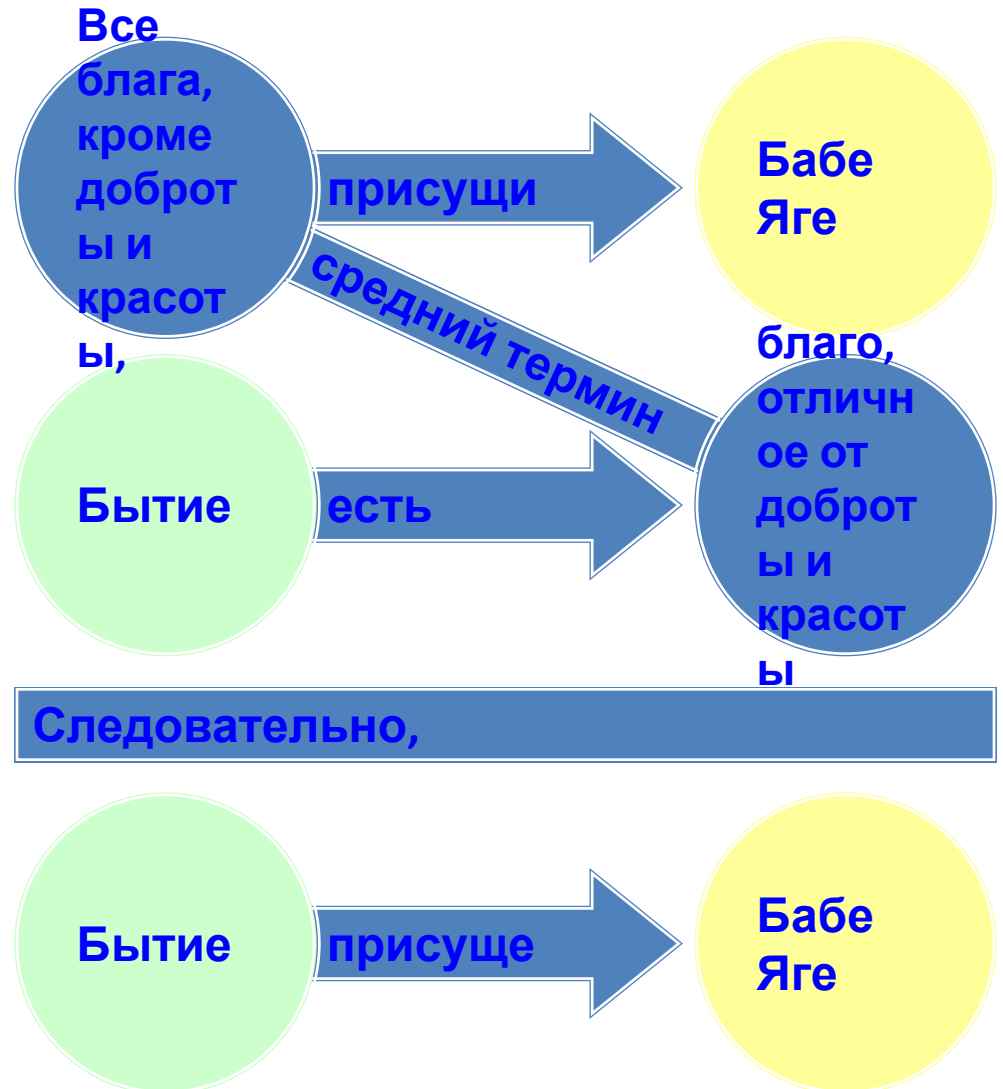 Все
блага,
кроме
доброт
ы и
красот
ы,
присущи
Бабе
Яге
средний термин
Бытие
есть
благо,
отличн
ое от
доброт
ы и
красот
ы
Следовательно,
Бытие
присуще
Бабе
Яге